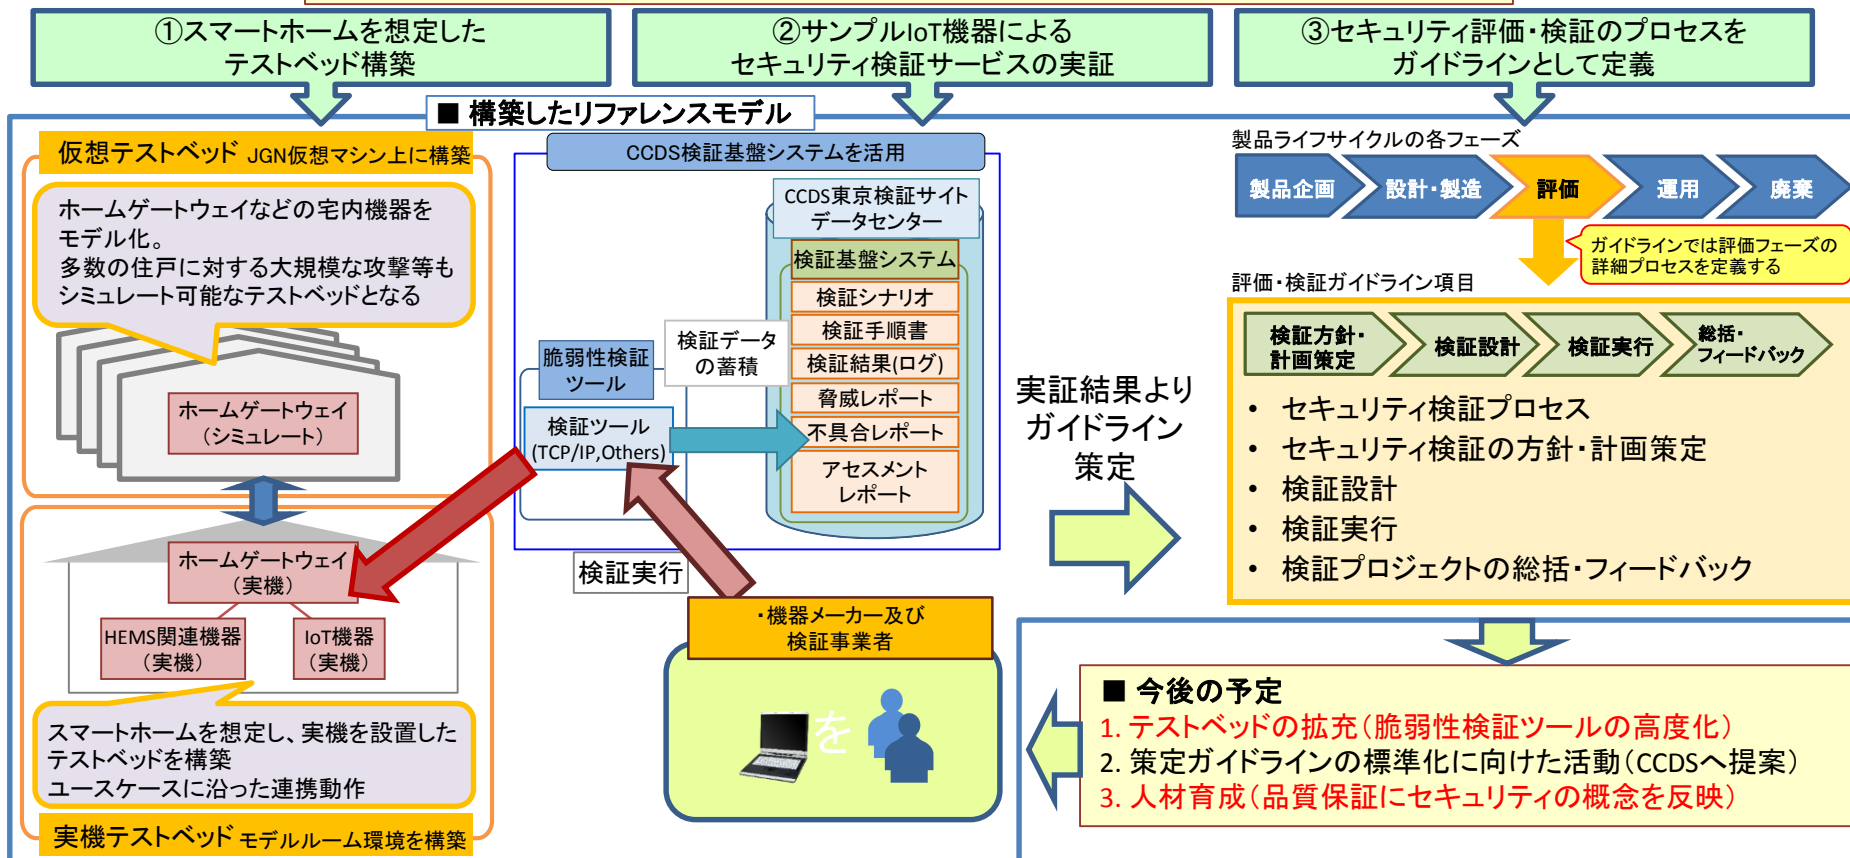 ①スマートホームを想定した
テストベッド構築
②サンプルIoT機器による
セキュリティ検証サービスの実証
③セキュリティ評価・検証のプロセスを
ガイドラインとして定義
■ 構築したリファレンスモデル
仮想テストベッド JGN仮想マシン上に構築
ホームゲートウェイなどの宅内機器を
モデル化。
多数の住戸に対する大規模な攻撃等も
シミュレート可能なテストベッドとなる
ホームゲートウェイ
（シミュレート）
ホームゲートウェイ
（実機）
HEMS関連機器
（実機）
IoT機器
（実機）
スマートホームを想定し、実機を設置した
テストベッドを構築
ユースケースに沿った連携動作
実機テストベッド モデルルーム環境を構築
CCDS検証基盤システムを活用
CCDS東京検証サイト
データセンター
検証基盤システム
検証シナリオ
検証手順書
検証結果(ログ)
脅威レポート
不具合レポート
アセスメント
レポート
検証データ
の蓄積
脆弱性検証
ツール
検証ツール
(TCP/IP,Others)
検証実行
・機器メーカー及び
検証事業者
を
実証結果より
ガイドライン
策定
製品ライフサイクルの各フェーズ
製品企画
設計・製造
評価
運用
廃棄
ガイドラインでは評価フェーズの
詳細プロセスを定義する
評価・検証ガイドライン項目
検証方針・
計画策定
検証設計
検証実行
総括・
フィードバック
• セキュリティ検証プロセス
• セキュリティ検証の方針・計画策定
• 検証設計
• 検証実行
• 検証プロジェクトの総括・フィードバック
■ 今後の予定
1. テストベッドの拡充（脆弱性検証ツールの高度化）
2. 策定ガイドラインの標準化に向けた活動（CCDSへ提案）
3. 人材育成（品質保証にセキュリティの概念を反映）